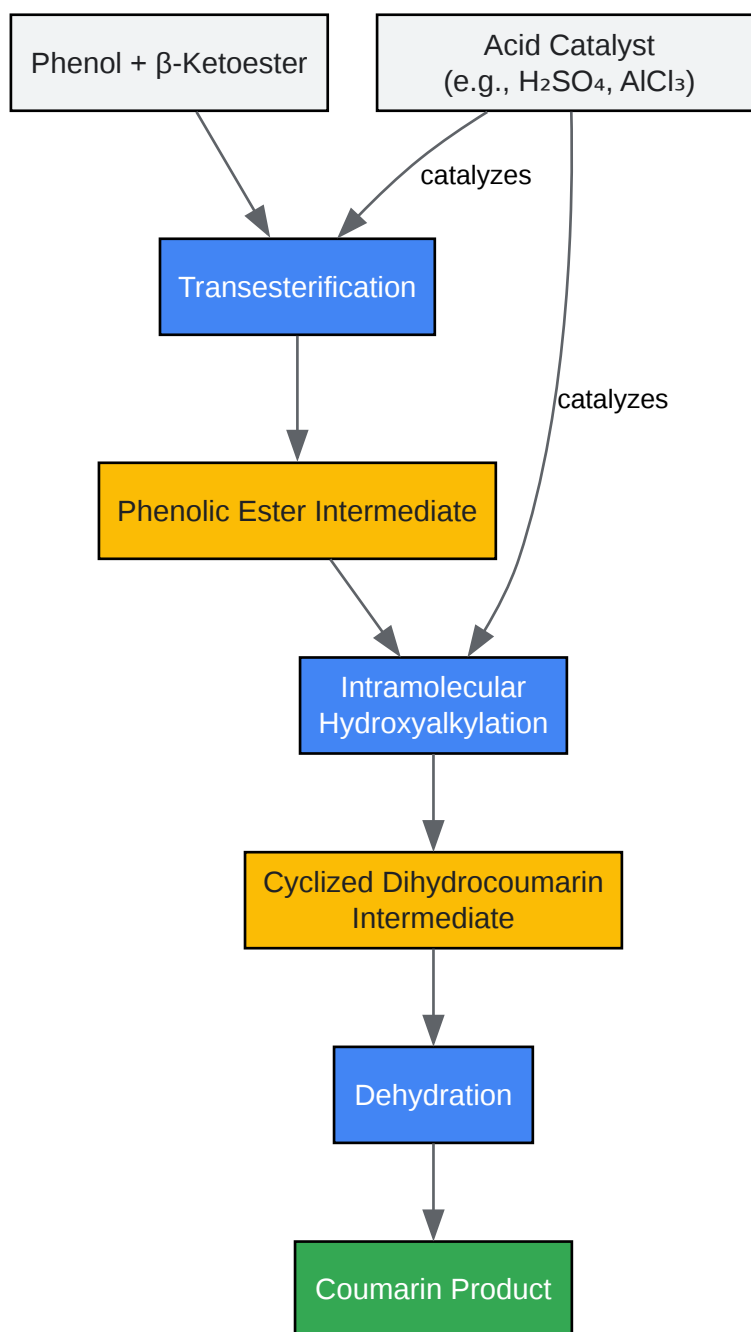 Phenol + β-Ketoester
Acid Catalyst
(e.g., H₂SO₄, AlCl₃)
catalyzes
Transesterification
catalyzes
Phenolic Ester Intermediate
Intramolecular
Hydroxyalkylation
Cyclized Dihydrocoumarin
Intermediate
Dehydration
Coumarin Product